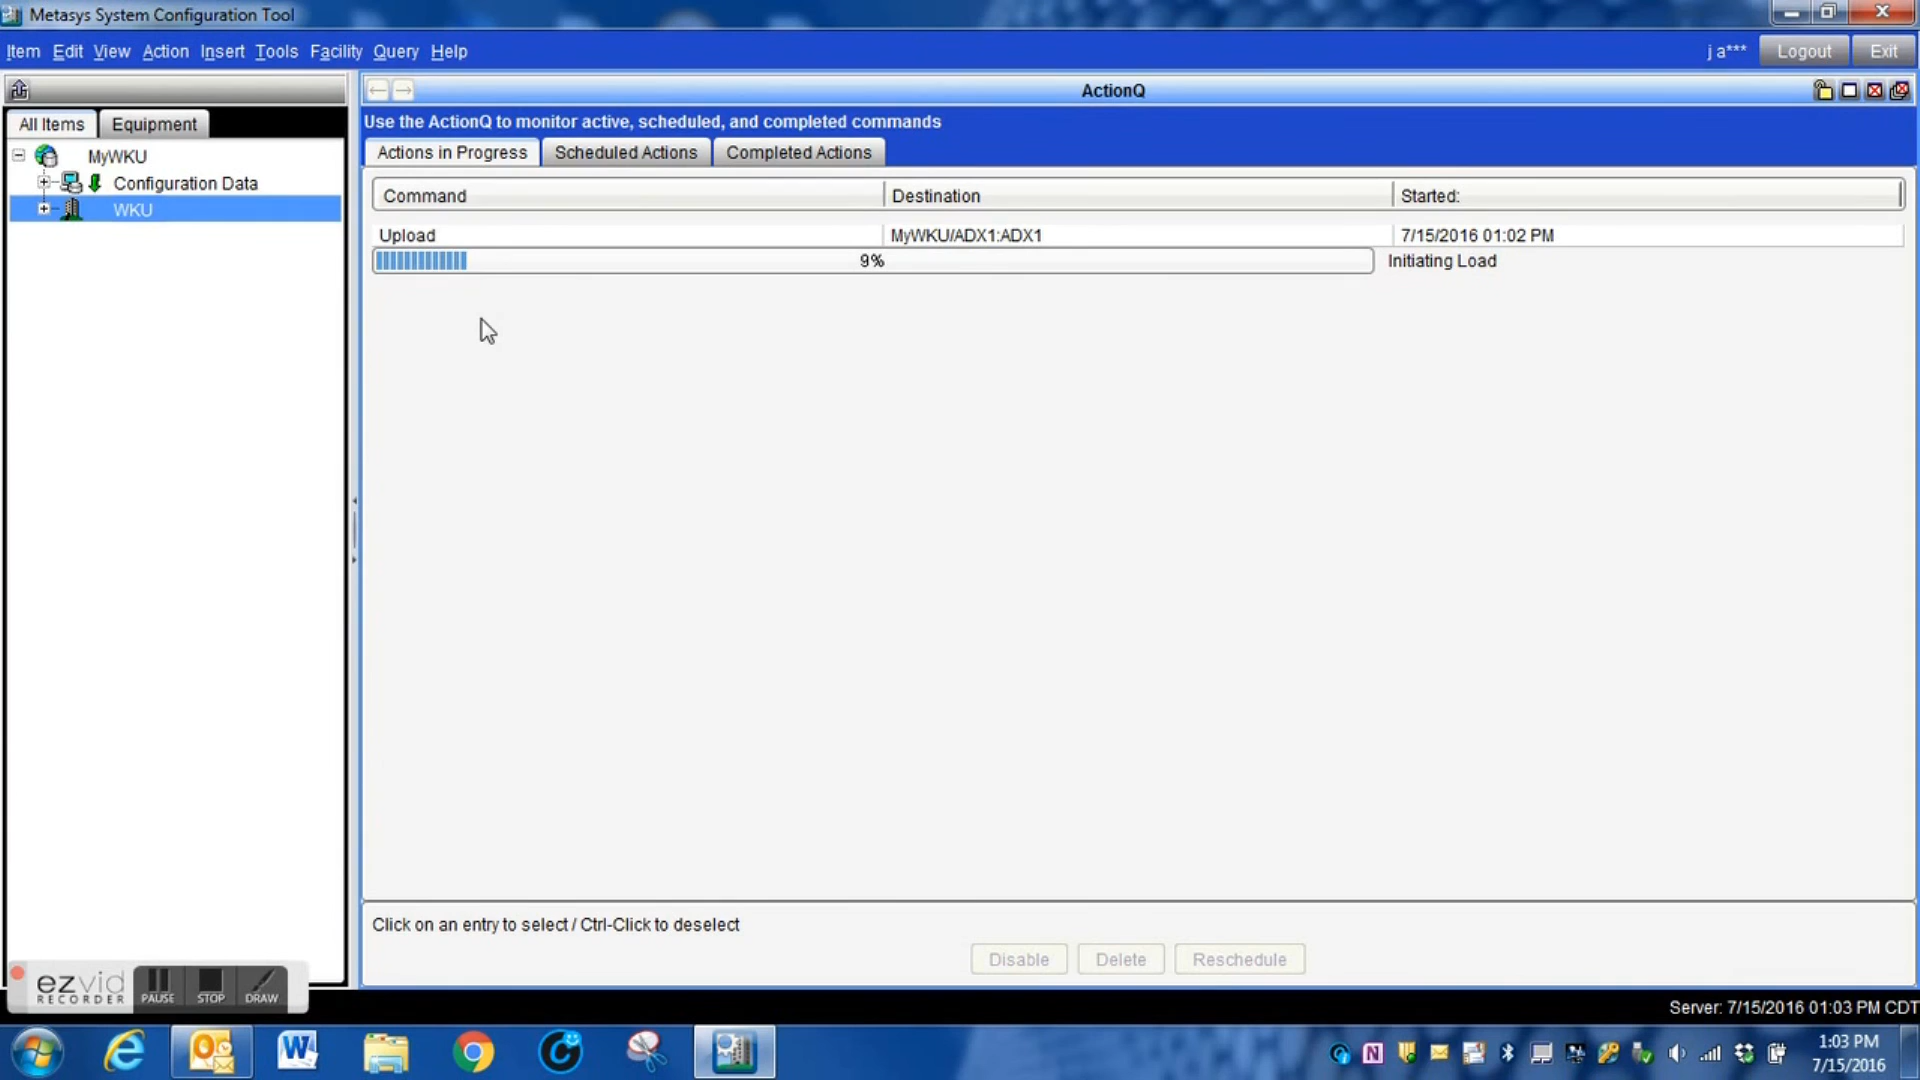 Metasys System Configuration Tool
Item Edit View Action Insert Tools Facility Query Help
j a*** Logout Exit
ActionQ
All Items Equipment
Use the ActionQ to monitor active, scheduled, and completed commands
Actions in Progress Scheduled Actions Completed Actions
MyWKU
Configuration Data
WKU
Command Destination Started:
Upload MyWKU/ADX1:ADX1 7/15/2016 01:02 PM
9% Initiating Load
Click on an entry to select / Ctrl-Click to deselect
Disable Delete Reschedule
ezvid
RECORDER
PAUSE STOP DRAW
Server: 7/15/2016 01:03 PM CDT
1:03 PM
7/15/2016